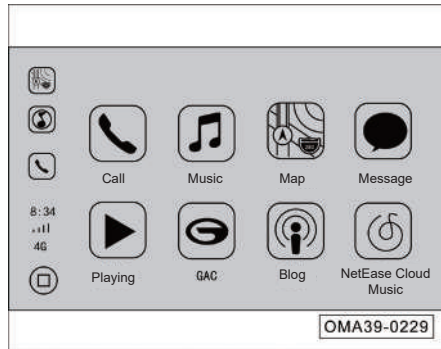 Call
Music
Map
Message
8:34
4G
Playing
GAC
Blog
NetEase Cloud
Music
OMA39-0229